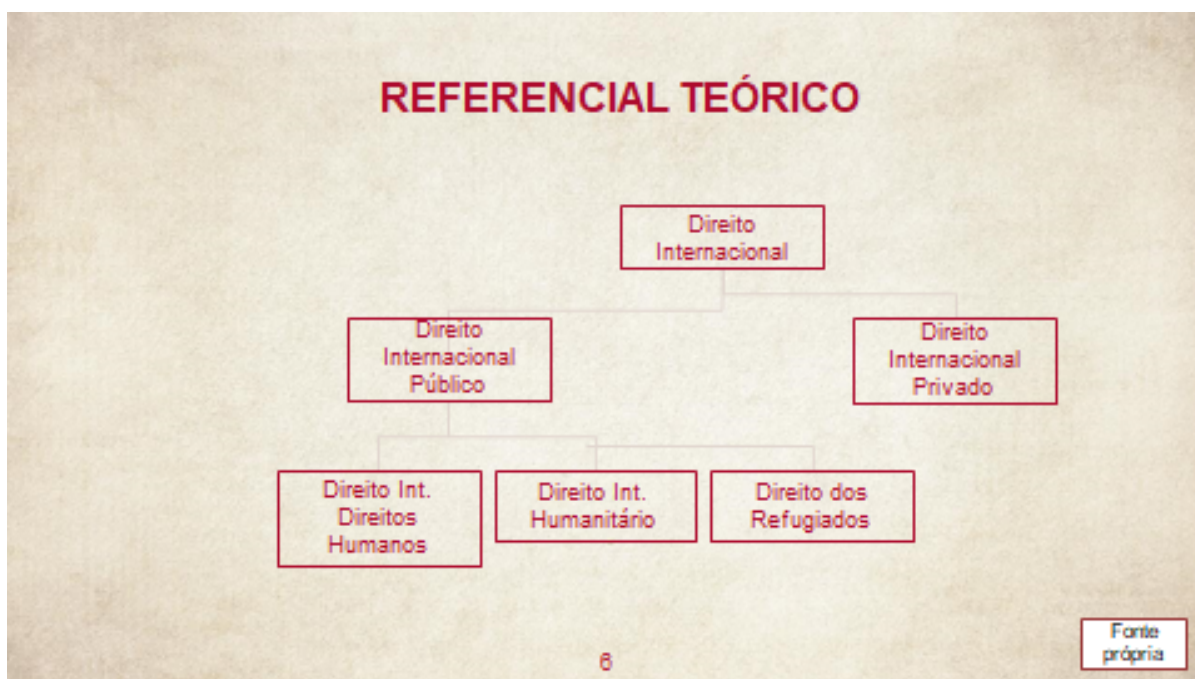 REFERENCIAL TEÓRICO
Direito
Internacional
Direito
Internacional
Público
Direito
Internacional
Privado
Direito Int.
Direitos
Humanos
Direito Int.
Humanitário
Direito dos
Refugiados
6
Fonte
própria